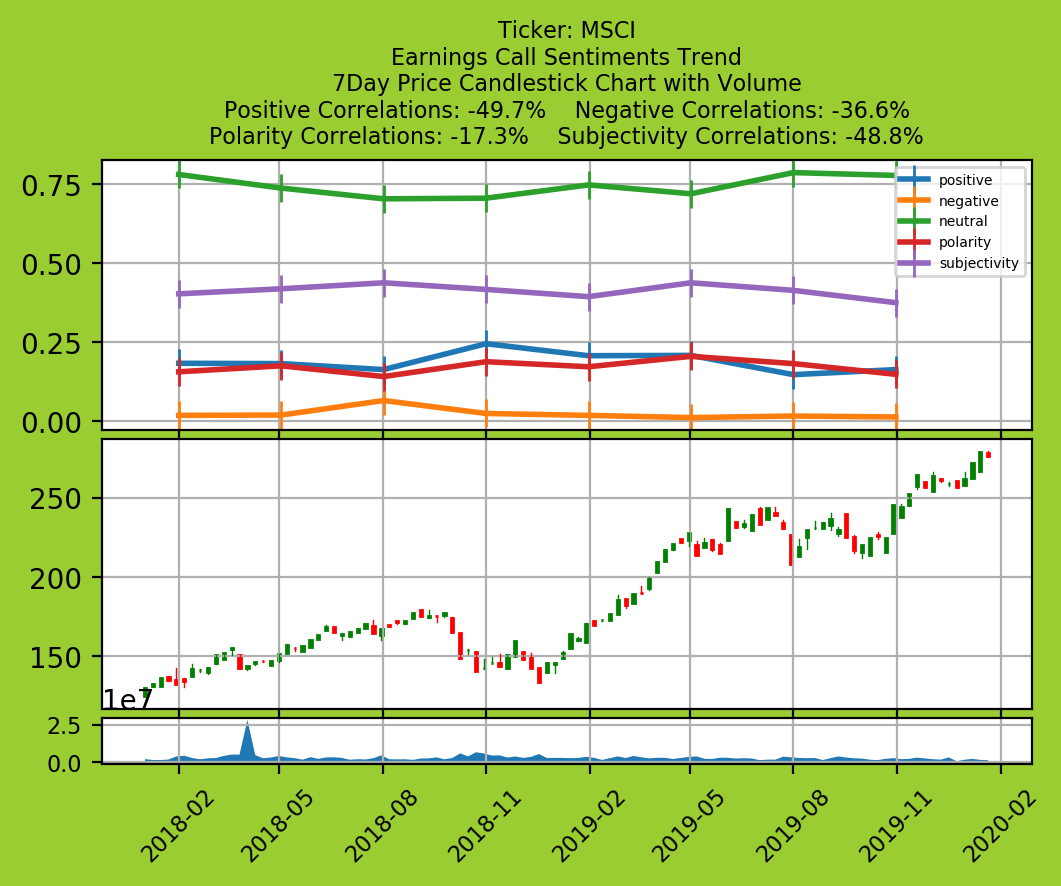 Ticker: MSCI
Earnings Call Sentiments Trend
7Day Price Candlestick Chart with Volume
Positive Correlations: -49.7% Negative Correlations: -36.6%
Polarity Correlations: -17.3% Subjectivity Correlations: -48.8%
0.75
0.50
0.25
0.00
positive
negative
neutral
polarity
subjectivity
250
200
150
1e7
2.5
0.0
2018-02
2018-05
2018-08
2018-11
2019-02
2019-05
2019-08
2019-11
2020-02